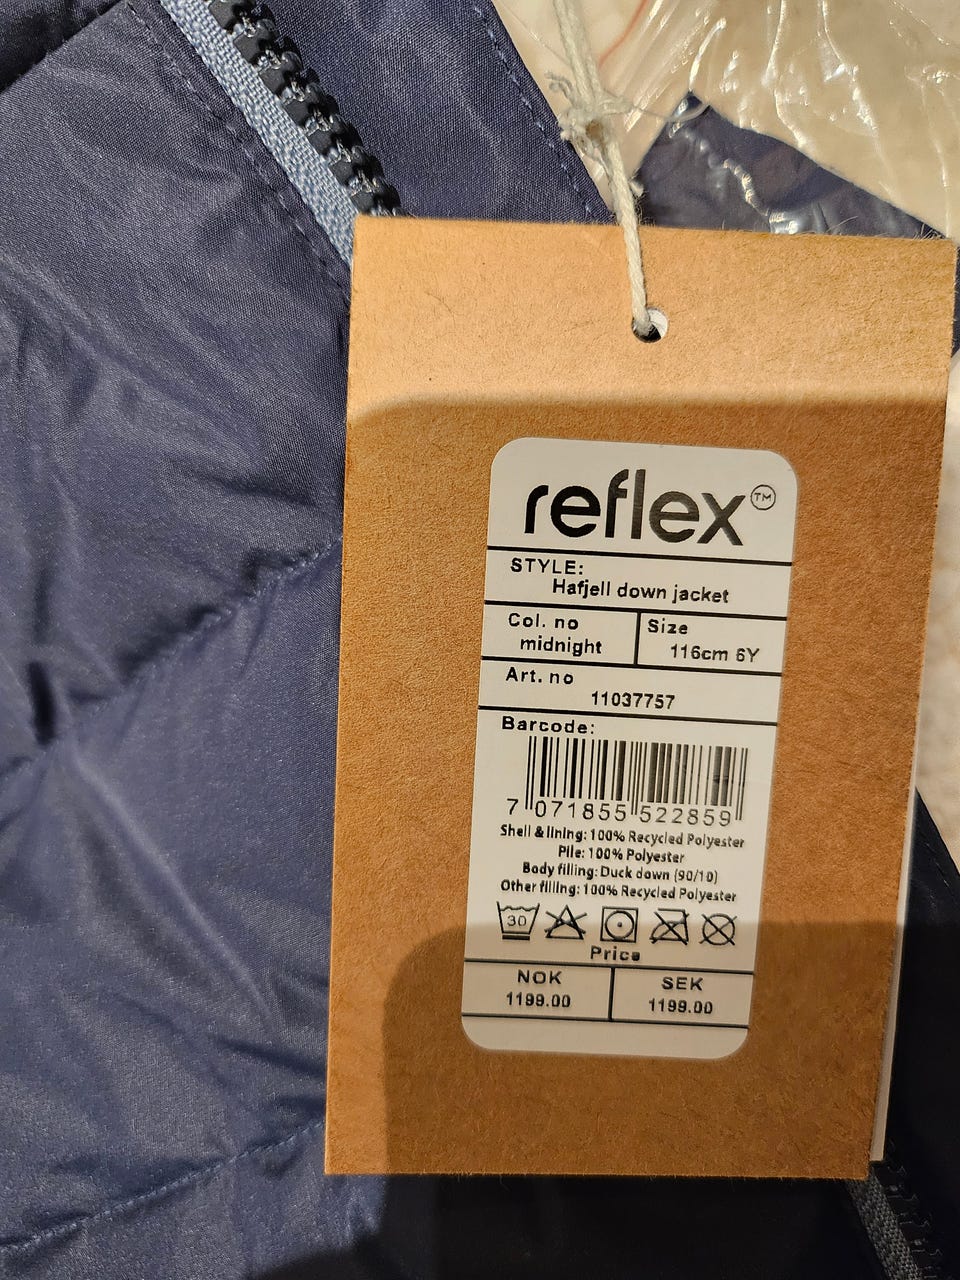 reflex™
STYLE:
Hafjell down jacket
Col. no
midnight
Size
116cm 6Y
Art. no
11037757
Barcode:
7 071855 522859
Shell & lining: 100% Recycled Polyester
Pile: 100% Polyester
Body filling: Duck down (90/10)
Other filling: 100% Recycled Polyester
30
Price
NOK
1199.00
SEK
1199.00